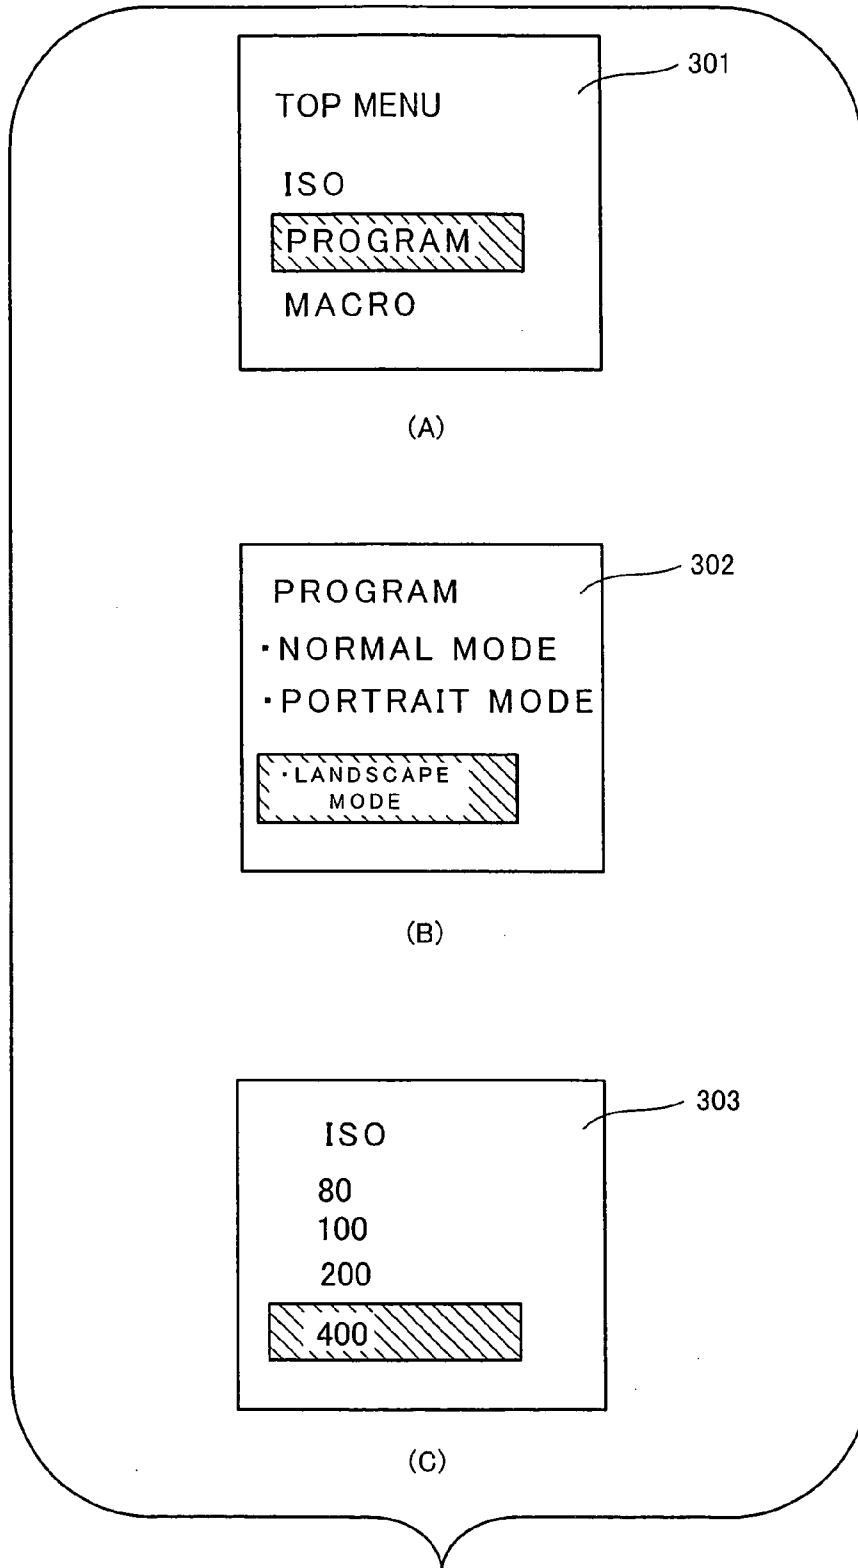 301
TOP MENU
ISO
PROGRAM
MACRO
(A)
302
PROGRAM
・NORMAL MODE
・PORTRAIT MODE
・LANDSCAPE
MODE
(B)
303
ISO
80
100
200
400
(C)